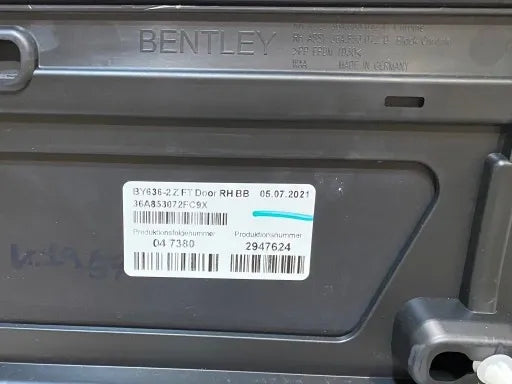 BENTLEY
MADE IN GERMANY
BY636-2 Z FT Door RH BB 05.07.2021
36A853072FC9X
Produktionsfolgenummer Produktionsnummer
04 7380 2947624